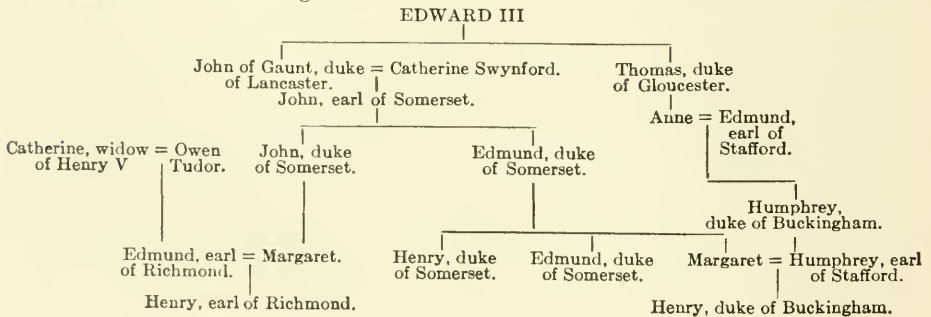 EDWARD III
John of Gaunt, duke = Catherine Swynford.
of Lancaster.
Thomas, duke
of Gloucester.
John, earl of Somerset.
Anne = Edmund,
earl of
Stafford.
Catherine, widow = Owen
of Henry V Tudor.
John, duke
of Somerset.
Edmund, duke
of Somerset.
Humphrey,
duke of Buckingham.
Edmund, earl = Margaret.
of Richmond.
Henry, duke
of Somerset.
Edmund, duke
of Somerset.
Margaret = Humphrey, earl
of Stafford.
Henry, earl of Richmond.
Henry, duke of Buckingham.